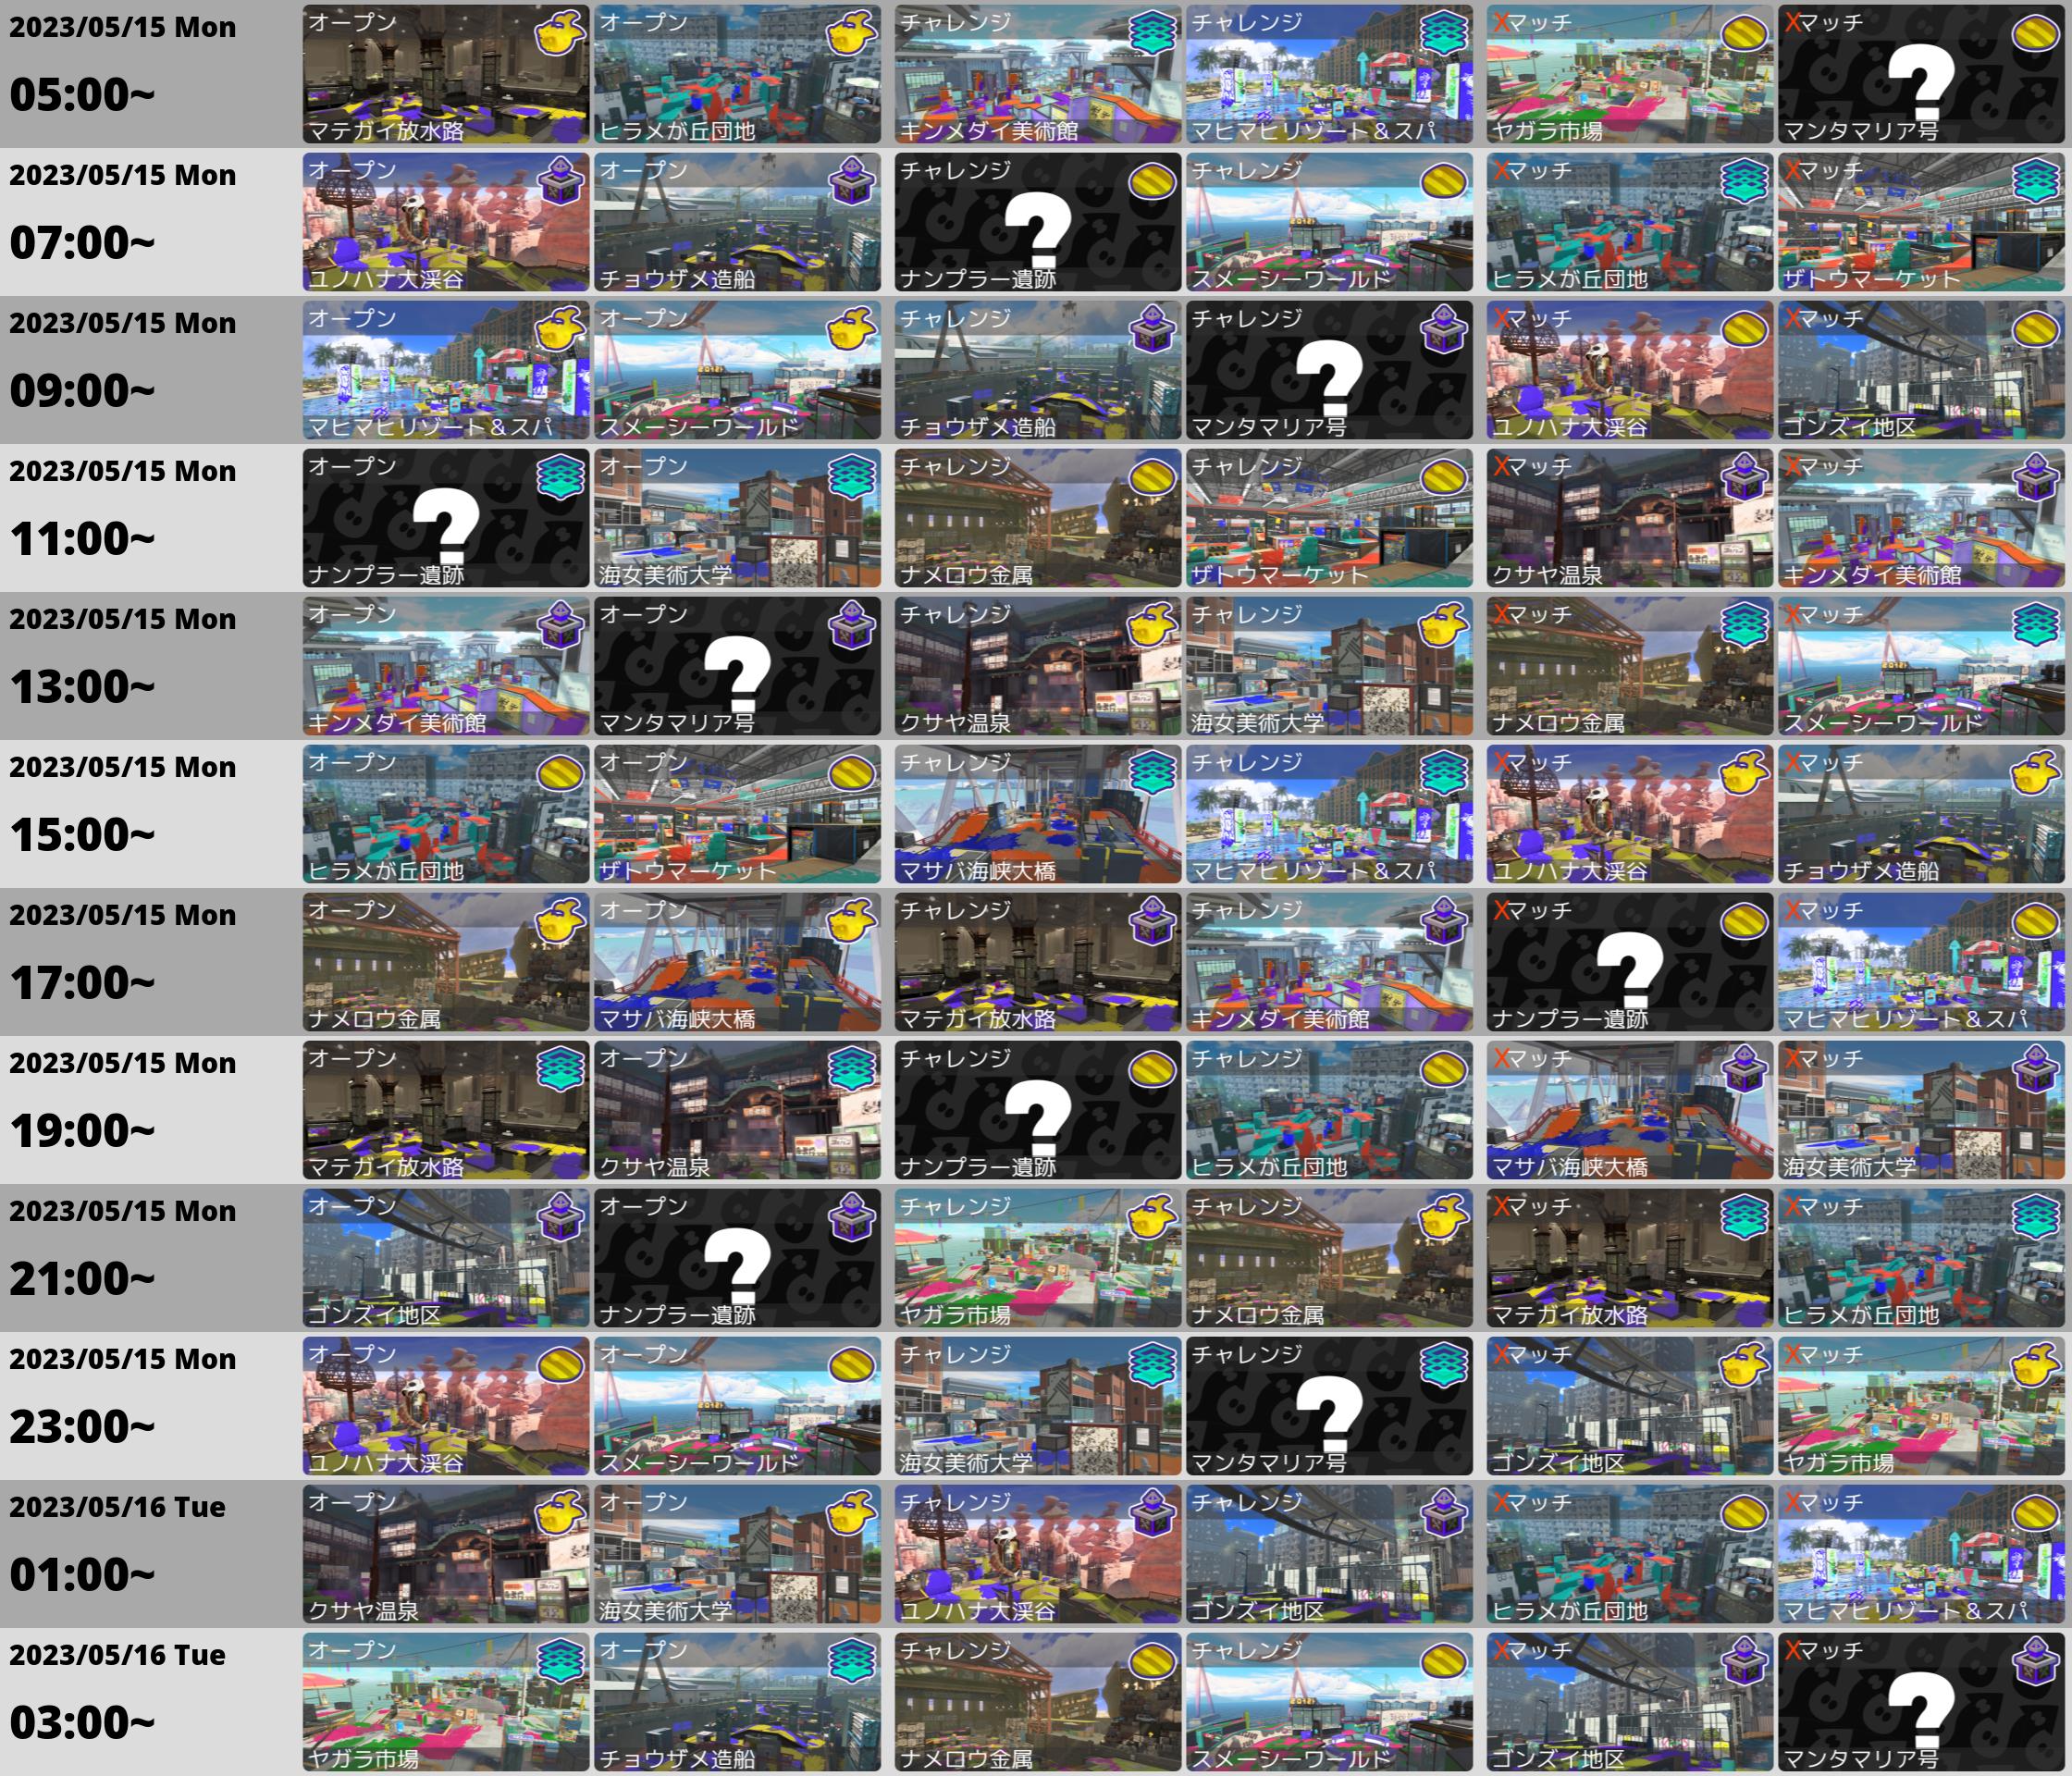 2023/05/15 Mon
05:00~
オープン オープン チャレンジ チャレンジ Xマッチ Xマッチ
マテガイ放水路 ヒラメが丘団地 キンメダイ美術館 マヒマヒリゾート＆スパ ヤガラ市場 マンタマリア号
2023/05/15 Mon
07:00~
オープン オープン チャレンジ チャレンジ Xマッチ Xマッチ
ユノハナ大渓谷 チョウザメ造船 ナンプラー遺跡 スメーシーワールド ヒラメが丘団地 ザトウマーケット
2023/05/15 Mon
09:00~
オープン オープン チャレンジ チャレンジ Xマッチ Xマッチ
マヒマヒリゾート＆スパ スメーシーワールド チョウザメ造船 マンタマリア号 ユノハナ大渓谷 ゴンズイ地区
2023/05/15 Mon
11:00~
オープン オープン チャレンジ チャレンジ Xマッチ Xマッチ
ナンプラー遺跡 海女美術大学 ナメロウ金属 ザトウマーケット クサヤ温泉 キンメダイ美術館
2023/05/15 Mon
13:00~
オープン オープン チャレンジ チャレンジ Xマッチ Xマッチ
キンメダイ美術館 マンタマリア号 クサヤ温泉 海女美術大学 ナメロウ金属 スメーシーワールド
2023/05/15 Mon
15:00~
オープン オープン チャレンジ チャレンジ Xマッチ Xマッチ
ヒラメが丘団地 ザトウマーケット マサバ海峡大橋 マヒマヒリゾート＆スパ ユノハナ大渓谷 チョウザメ造船
2023/05/15 Mon
17:00~
オープン オープン チャレンジ チャレンジ Xマッチ Xマッチ
ナメロウ金属 マサバ海峡大橋 マテガイ放水路 キンメダイ美術館 ナンプラー遺跡 マヒマヒリゾート＆スパ
2023/05/15 Mon
19:00~
オープン オープン チャレンジ チャレンジ Xマッチ Xマッチ
マテガイ放水路 クサヤ温泉 ナンプラー遺跡 ヒラメが丘団地 マサバ海峡大橋 海女美術大学
2023/05/15 Mon
21:00~
オープン オープン チャレンジ チャレンジ Xマッチ Xマッチ
ゴンズイ地区 ナンプラー遺跡 ヤガラ市場 ナメロウ金属 マテガイ放水路 ヒラメが丘団地
2023/05/15 Mon
23:00~
オープン オープン チャレンジ チャレンジ Xマッチ Xマッチ
ユノハナ大渓谷 スメーシーワールド 海女美術大学 マンタマリア号 ゴンズイ地区 ヤガラ市場
2023/05/16 Tue
01:00~
オープン オープン チャレンジ チャレンジ Xマッチ Xマッチ
クサヤ温泉 海女美術大学 ユノハナ大渓谷 ゴンズイ地区 ヒラメが丘団地 マヒマヒリゾート＆スパ
2023/05/16 Tue
03:00~
オープン オープン チャレンジ チャレンジ Xマッチ Xマッチ
ヤガラ市場 チョウザメ造船 ナメロウ金属 スメーシーワールド ゴンズイ地区 マンタマリア号